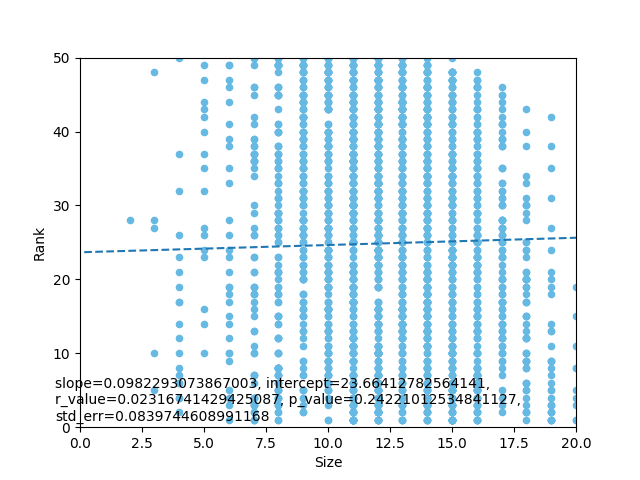 50
40
30
Rank
20
10
slope=0.0982293073867003, intercept=23.66412782564141,
r_value=0.02316741429425087, p_value=0.24221012534841127,
std_err=0.0839744608991168
0
0.0 2.5 5.0 7.5 10.0 12.5 15.0 17.5 20.0
Size